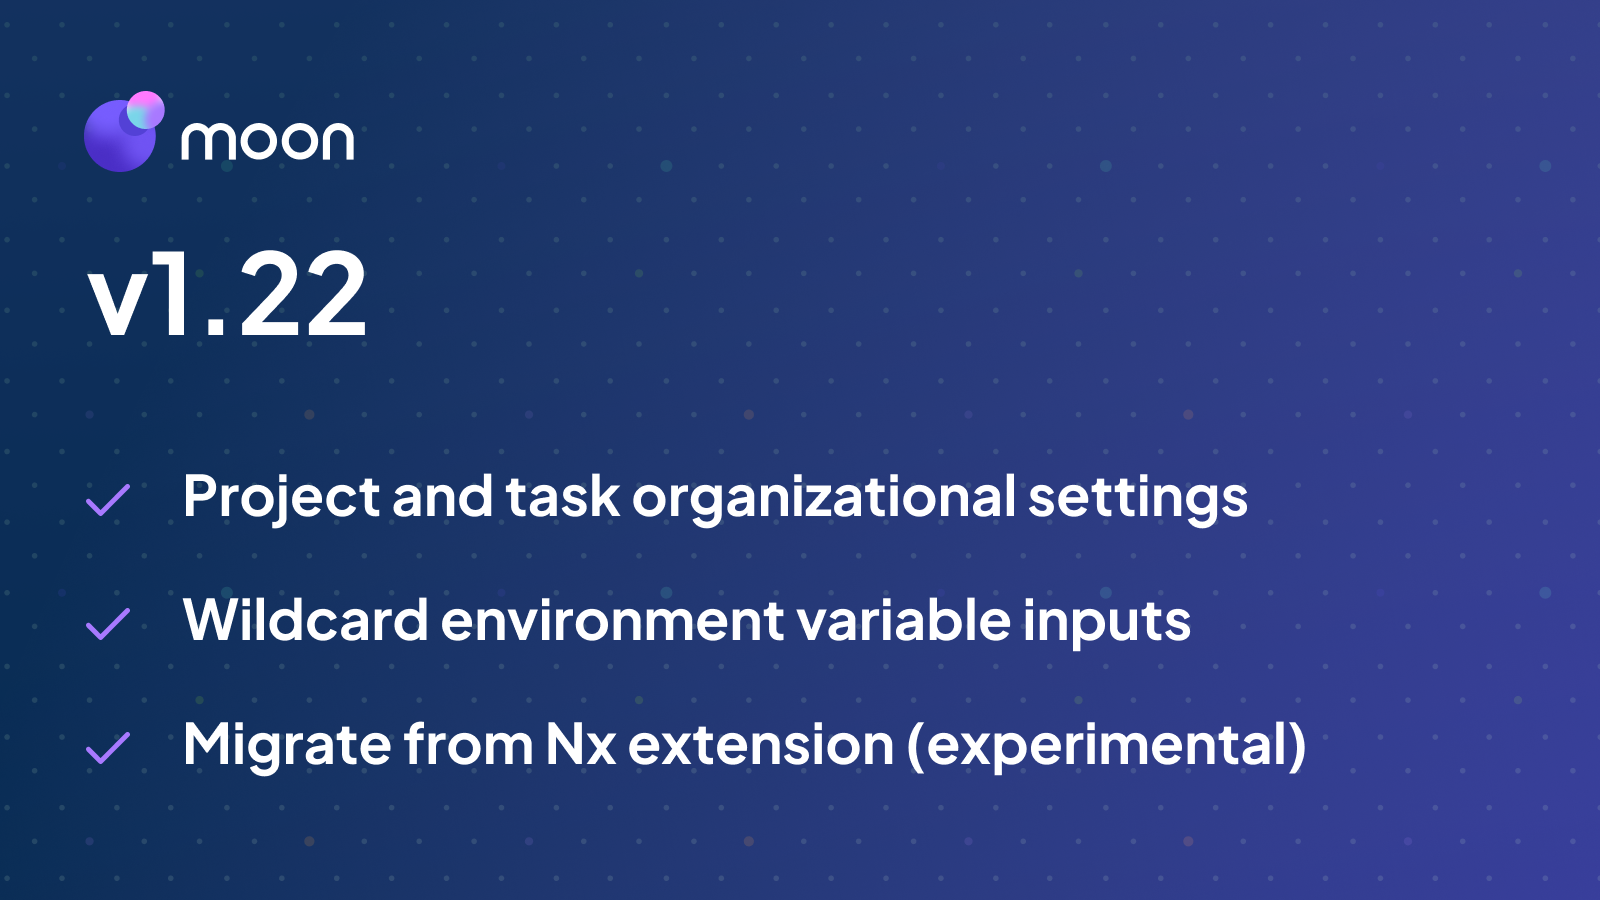 moon
v1.22
Project and task organizational settings
Wildcard environment variable inputs
Migrate from Nx extension (experimental)